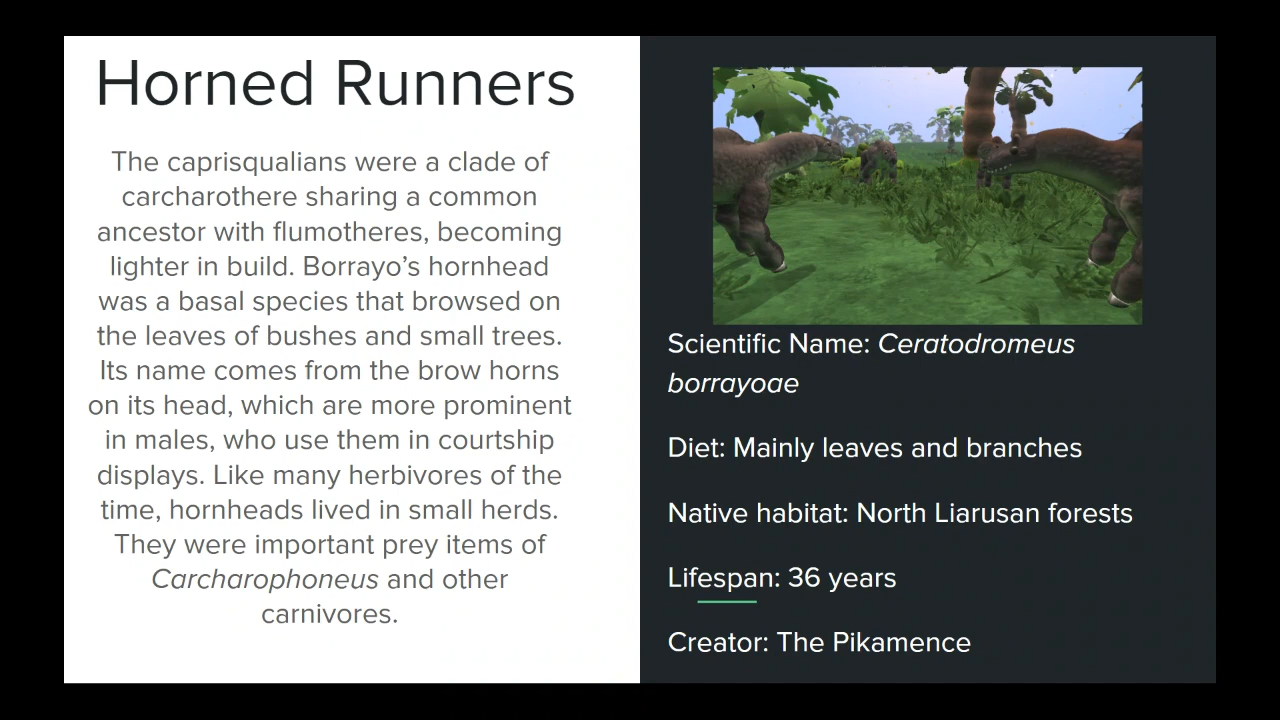 Horned Runners
The caprisqualians were a clade of
carcharothere sharing a common
ancestor with flumotheres, becoming
lighter in build. Borrayo’s hornhead
was a basal species that browsed on
the leaves of bushes and small trees.
Its name comes from the brow horns
on its head, which are more prominent
in males, who use them in courtship
displays. Like many herbivores of the
time, hornheads lived in small herds.
They were important prey items of
Carcharophoneus and other
carnivores.
Scientific Name: Ceratodromeus
borrayoae
Diet: Mainly leaves and branches
Native habitat: North Liarusan forests
Lifespan: 36 years
Creator: The Pikamence